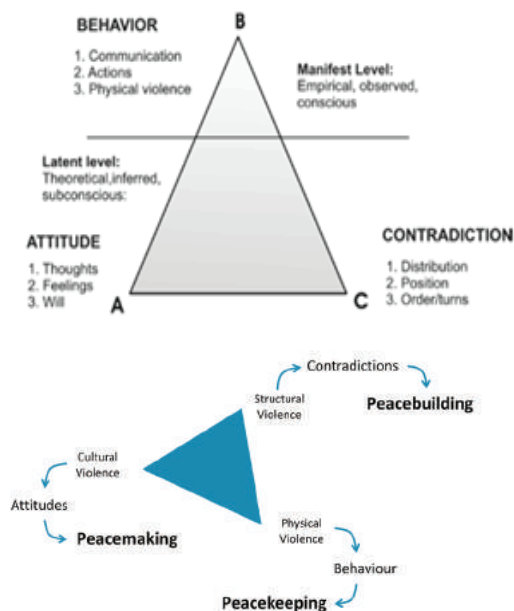 BEHAVIOR
1. Communication
2. Actions
3. Physical violence
B
Manifest Level:
Empirical, observed,
conscious
Latent level:
Theoretical,inferred,
subconscious:
ATTITUDE
1. Thoughts
2. Feelings
3. Will
A
CONTRADICTION
1. Distribution
2. Position
3. Order/turns
C
Contradictions
Structural
Violence
Peacebuilding
Cultural
Violence
Attitudes
Peacemaking
Physical
Violence
Behaviour
Peacekeeping